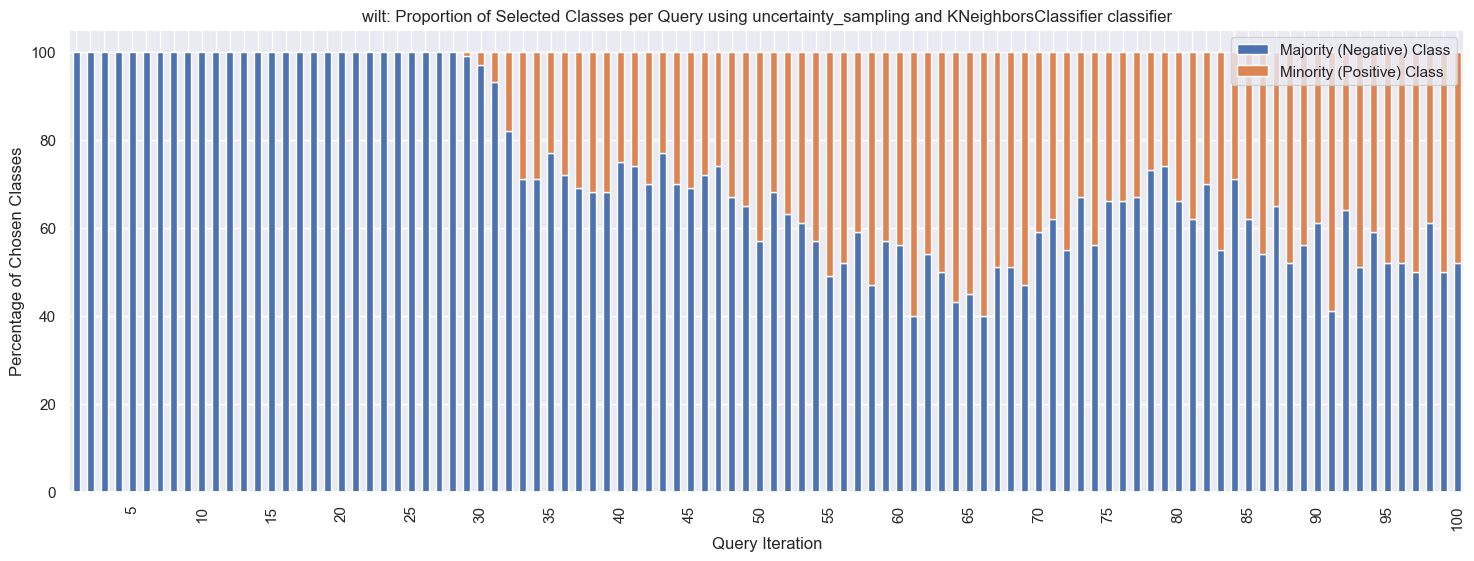 wilt: Proportion of Selected Classes per Query using uncertainty_sampling and KNeighborsClassifier classifier
Majority (Negative) Class
Minority (Positive) Class
Percentage of Chosen Classes
100
80
60
40
20
0
5 10 15 20 25 30 35 40 45 50 55 60 65 70 75 80 85 90 95 100
Query Iteration